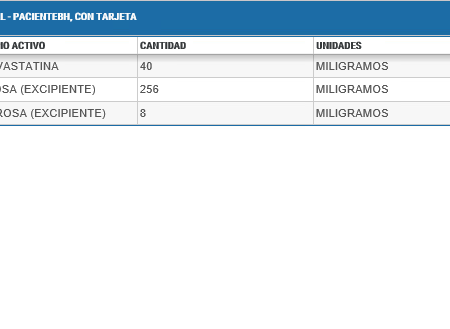 L - PACIENTEBH, CON TARJETA
IO ACTIVO CANTIDAD UNIDADES
VASTATINA 40 MILIGRAMOS
OSA (EXCIPIENTE) 256 MILIGRAMOS
ROSA (EXCIPIENTE) 8 MILIGRAMOS